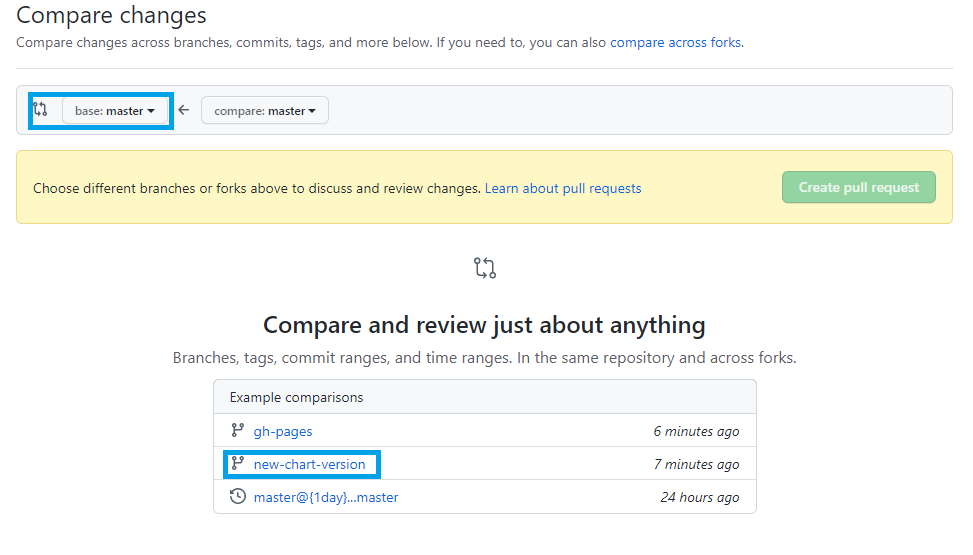 Compare changes
Compare changes across branches, commits, tags, and more below. If you need to, you can also compare across forks.
base: master
compare: master
Choose different branches or forks above to discuss and review changes. Learn about pull requests
Create pull request
Compare and review just about anything
Branches, tags, commit ranges, and time ranges. In the same repository and across forks.
Example comparisons
gh-pages 6 minutes ago
new-chart-version 7 minutes ago
master@{1day}...master 24 hours ago